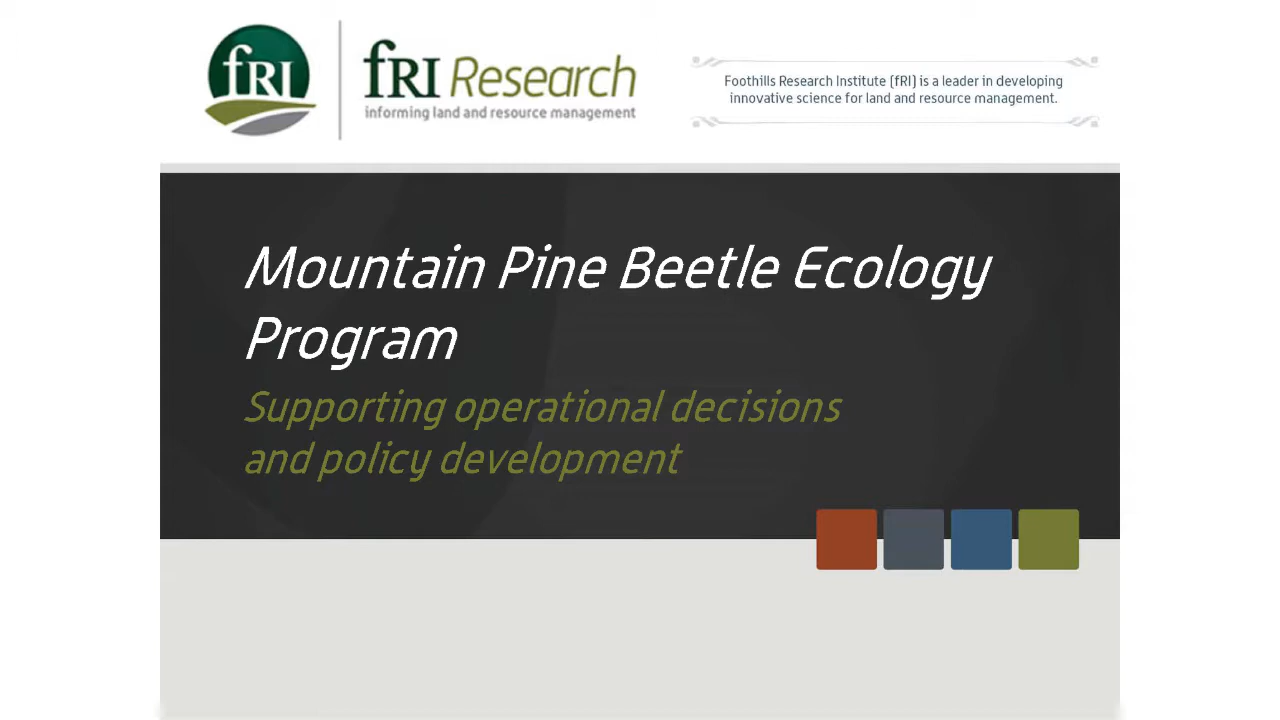 fRI
fRI Research
informing land and resource management
Foothills Research Institute (fRI) is a leader in developing
innovative science for land and resource management.
Mountain Pine Beetle Ecology
Program
Supporting operational decisions
and policy development